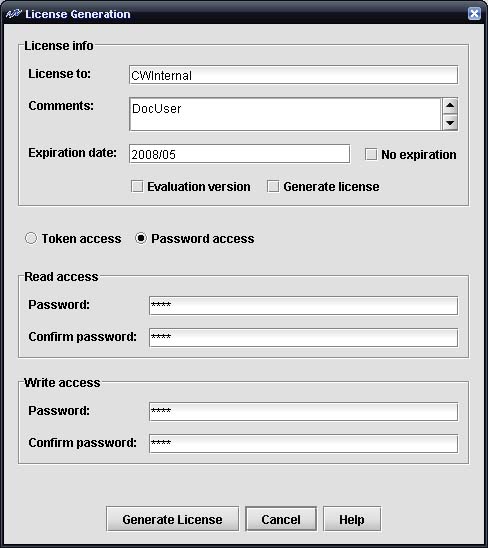 License Generation
License info
License to: CWInternal
Comments: DocUser
Expiration date: 2008/05 No expiration
Evaluation version Generate license
Token access Password access
Read access
Password: ****
Confirm password: ****
Write access
Password: ****
Confirm password: ****
Generate License Cancel Help